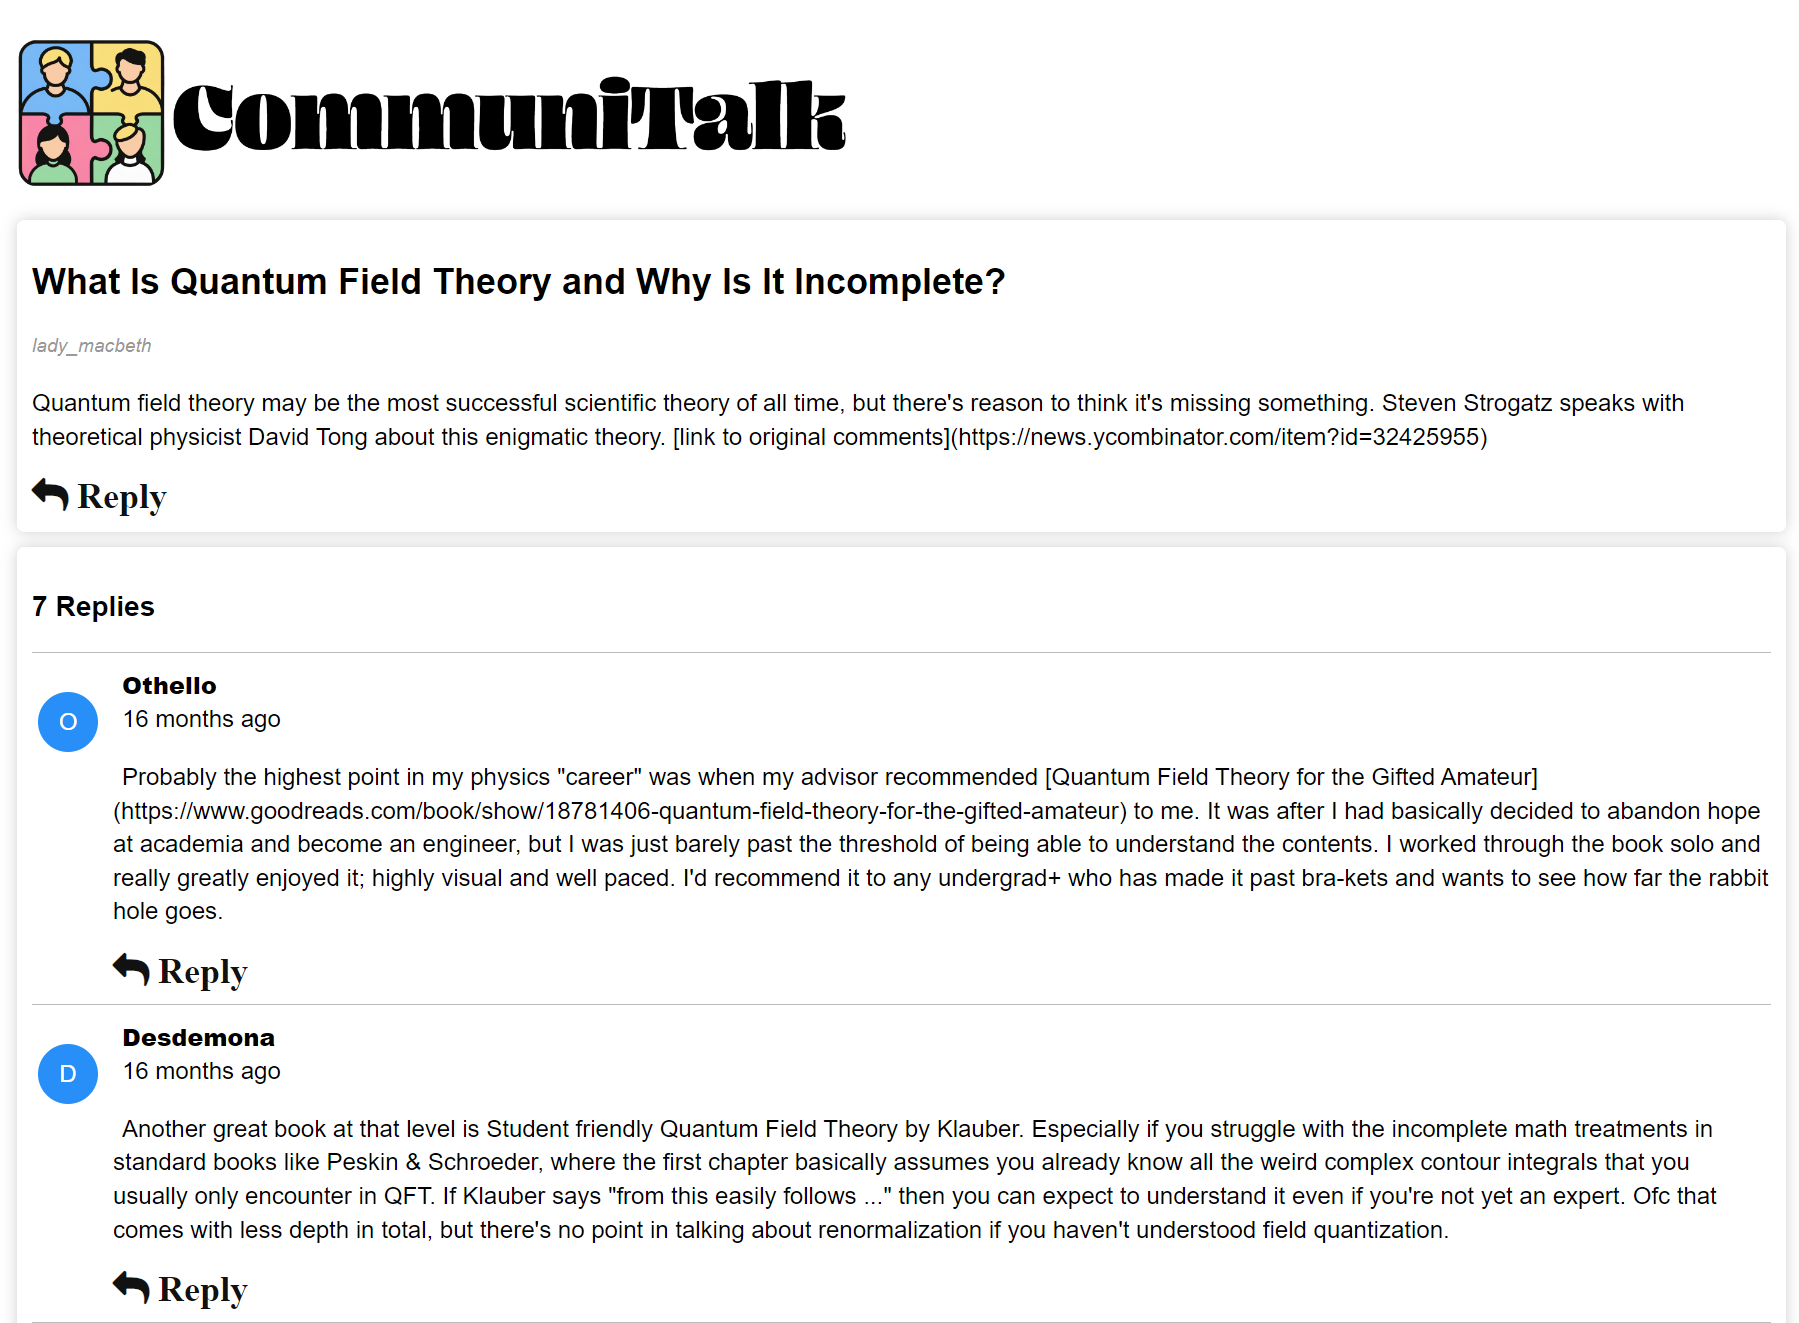 CommuniTalk
What Is Quantum Field Theory and Why Is It Incomplete?
lady_macbeth
Quantum field theory may be the most successful scientific theory of all time, but there's reason to think it's missing something. Steven Strogatz speaks with
theoretical physicist David Tong about this enigmatic theory. [link to original comments](https://news.ycombinator.com/item?id=32425955)
Reply
7 Replies
Othello
O
16 months ago
Probably the highest point in my physics "career" was when my advisor recommended [Quantum Field Theory for the Gifted Amateur]
(https://www.goodreads.com/book/show/18781406-quantum-field-theory-for-the-gifted-amateur) to me. It was after I had basically decided to abandon hope
at academia and become an engineer, but I was just barely past the threshold of being able to understand the contents. I worked through the book solo and
really greatly enjoyed it; highly visual and well paced. I'd recommend it to any undergrad+ who has made it past bra-kets and wants to see how far the rabbit
hole goes.
Reply
Desdemona
D
16 months ago
Another great book at that level is Student friendly Quantum Field Theory by Klauber. Especially if you struggle with the incomplete math treatments in
standard books like Peskin & Schroeder, where the first chapter basically assumes you already know all the weird complex contour integrals that you
usually only encounter in QFT. If Klauber says "from this easily follows ..." then you can expect to understand it even if you're not yet an expert. Ofc that
comes with less depth in total, but there's no point in talking about renormalization if you haven't understood field quantization.
Reply